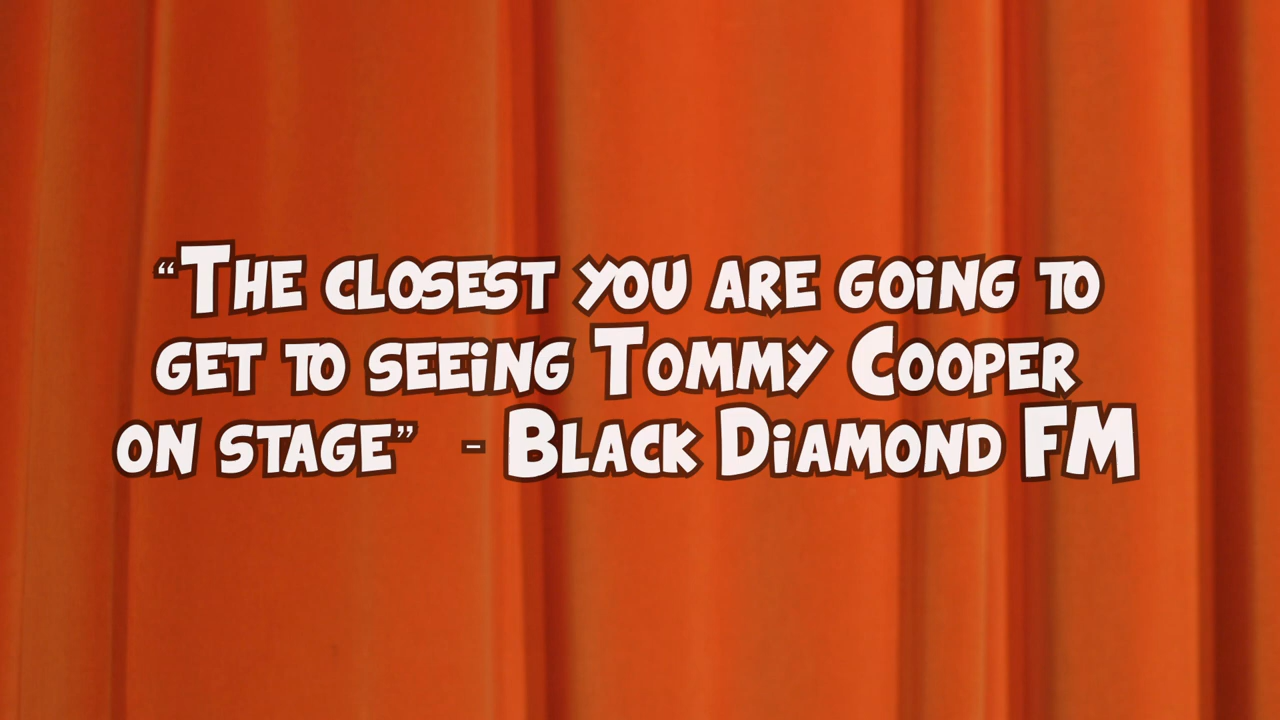 “The closest you are going to
get to seeing Tommy Cooper
on stage” - Black Diamond FM